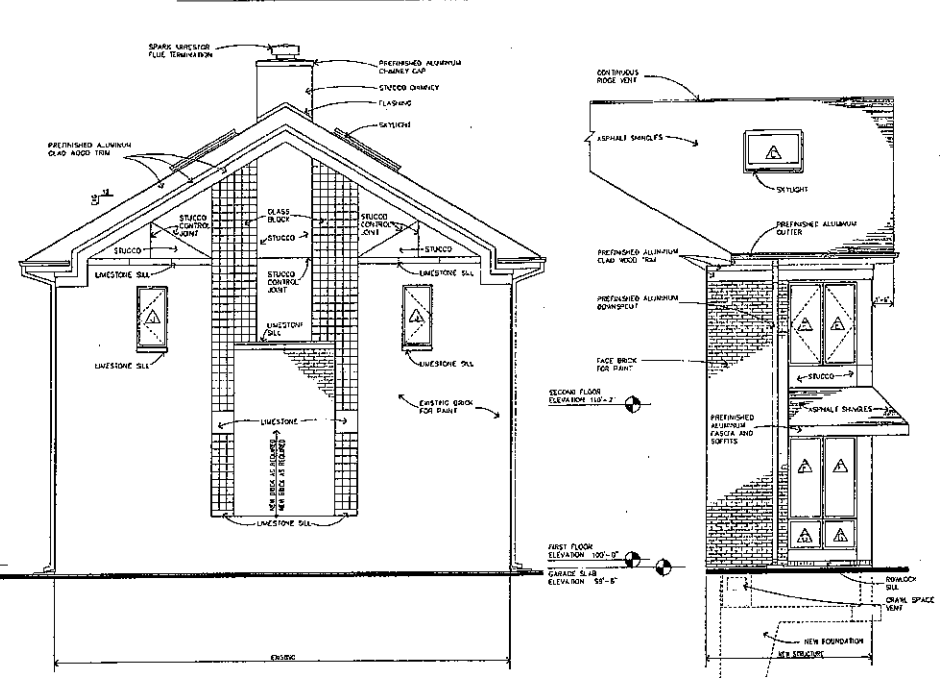 SPARK ARRESTOR
FLUE TERMINATION
PREFINISHED ALUMINUM
CHIMNEY CAP
STUCCO CHIMNEY
FLASHING
SKYLIGHT
PREFINISHED ALUMINUM
CLAD WOOD TRIM
12
STUCCO
CONTROL
JOINT
GLASS
BLOCK
STUCCO
CONTROL
JOINT
STUCCO
STUCCO
STUCCO
LIMESTONE SILL
STUCCO
CONTROL
JOINT
LIMESTONE SILL
J
J
LIMESTONE
SILL
LIMESTONE SILL
LIMESTONE SILL
EXISTING BRICK
FOR PAINT
LIMESTONE
NEW BRICK AS REQUIRED
NEW BRICK AS REQUIRED
LIMESTONE SILL
EXISTING
CONTINUOUS
RIDGE VENT
ASPHALT SHINGLES
C
SKYLIGHT
PREFINISHED ALUMINUM
GUTTER
PREFINISHED ALUMINUM
CLAD WOOD TRIM
PREFINISHED ALUMINUM
DOWNSPOUT
FACE BRICK
FOR PAINT
STUCCO
SECOND FLOOR
ELEVATION 110'-2"
ASPHALT SHINGLES
PREFINISHED
ALUMINUM
FASCIA AND
SOFFITS
FIRST FLOOR
ELEVATION 100'-0"
GARAGE SLAB
ELEVATION 99'-6"
ROWLOCK
SILL
CRAWL SPACE
VENT
NEW FOUNDATION
NEW STRUCTURE